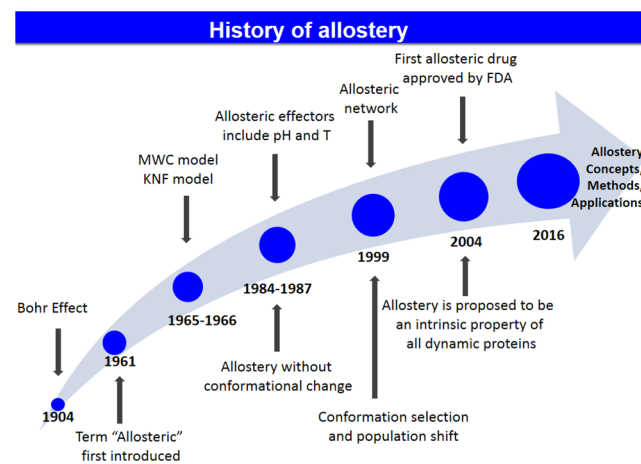 History of allostery
First allosteric drug
approved by FDA
Allosteric
network
Allosteric effectors
include pH and T
MWC model
KNF model
Bohr Effect
Allostery
Concepts,
Methods,
Applications
1904
1961
1965-1966
1984-1987
1999
2004
2016
Term “Allosteric”
first introduced
Allostery without
conformational change
Conformation selection
and population shift
Allostery is proposed to be
an intrinsic property of
all dynamic proteins